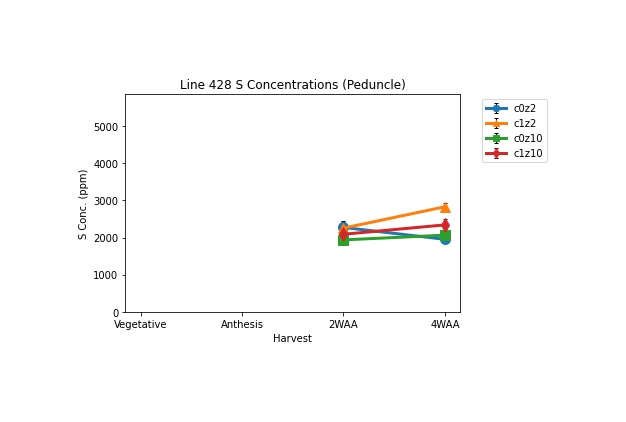 Line 428 S Concentrations (Peduncle)
S Conc. (ppm)
5000
4000
3000
2000
1000
0
Vegetative Anthesis 2WAA 4WAA
Harvest
c0z2
c1z2
c0z10
c1z10